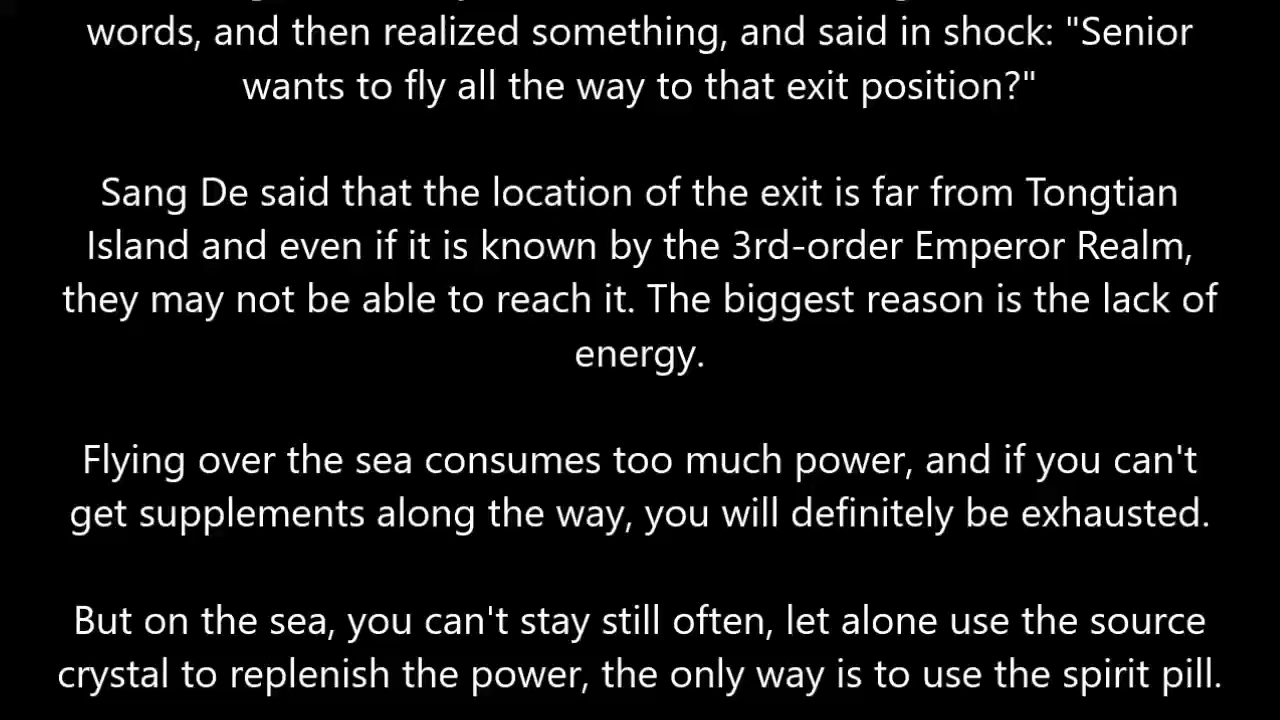 words, and then realized something, and said in shock: "Senior
wants to fly all the way to that exit position?"
Sang De said that the location of the exit is far from Tongtian
Island and even if it is known by the 3rd-order Emperor Realm,
they may not be able to reach it. The biggest reason is the lack of
energy.
Flying over the sea consumes too much power, and if you can't
get supplements along the way, you will definitely be exhausted.
But on the sea, you can't stay still often, let alone use the source
crystal to replenish the power, the only way is to use the spirit pill.